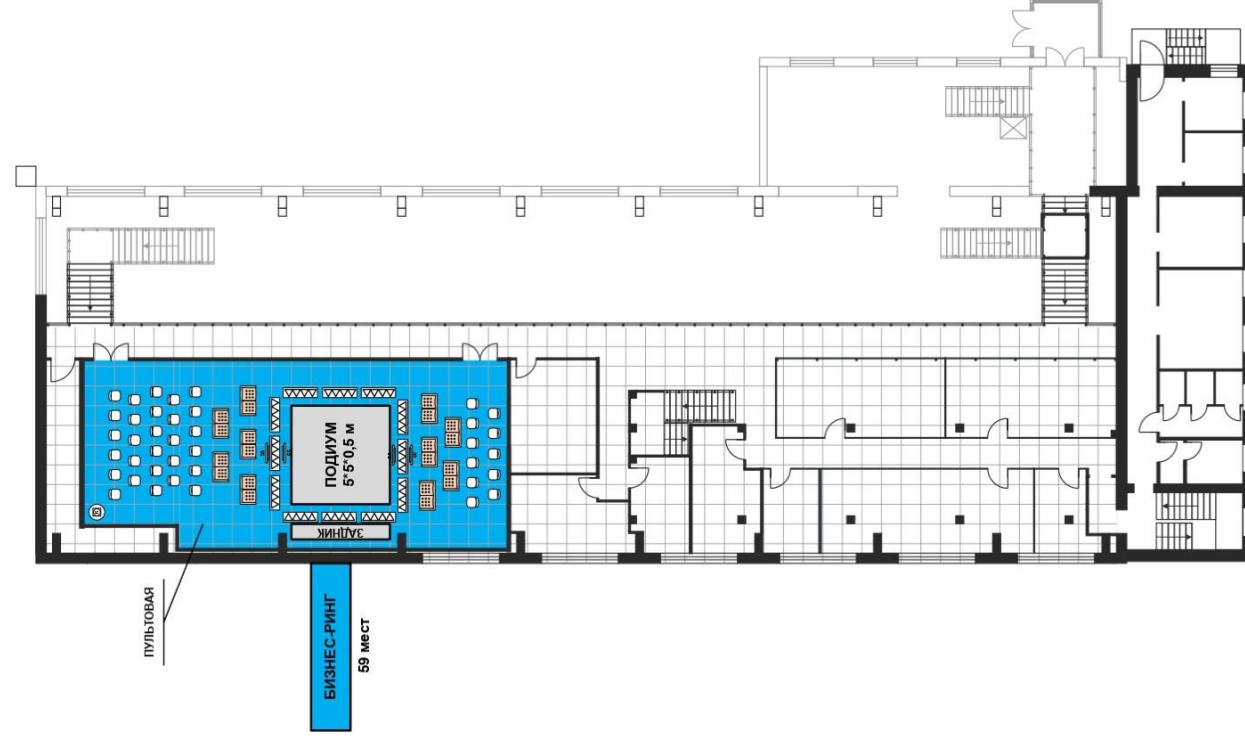 ПОДИУМ
5*5*0,5 м
ЗАДНИК
ПУЛЬТОВАЯ
БИЗНЕС-РИНГ
59 мест